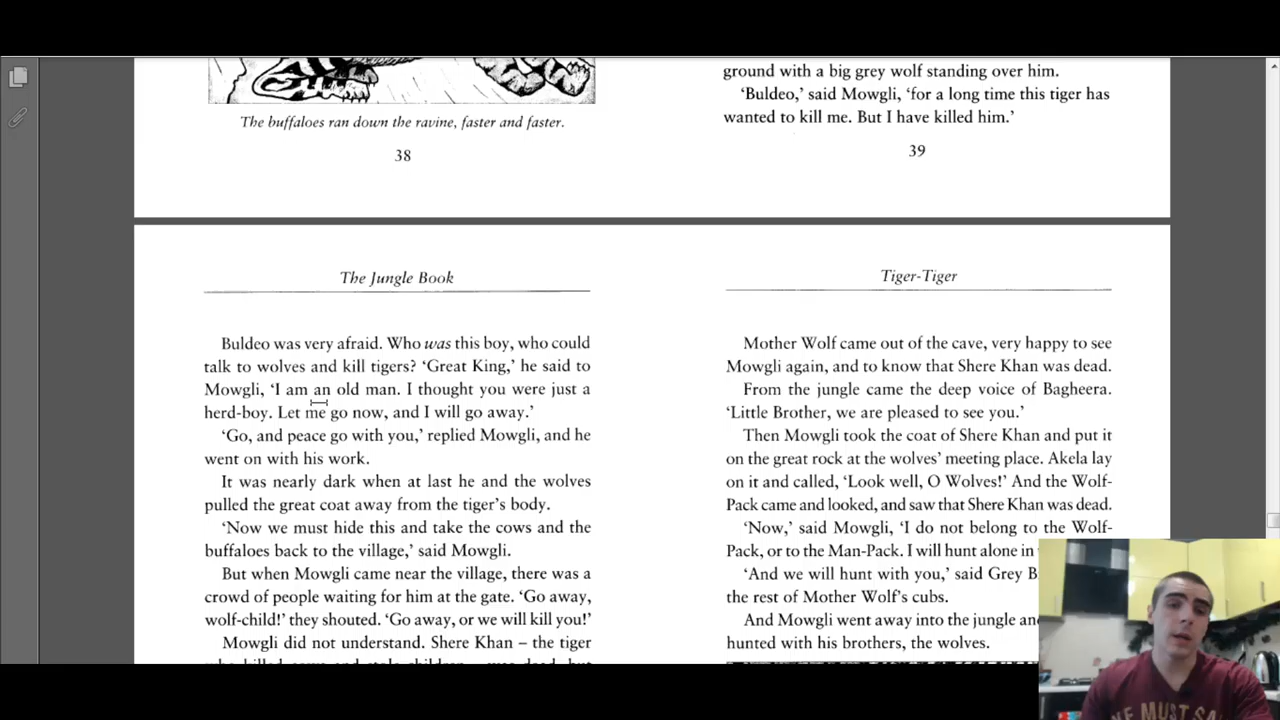 The buffaloes ran down the ravine, faster and faster.
38
ground with a big grey wolf standing over him.
‘Buldeo,’ said Mowgli, ‘for a long time this tiger has
wanted to kill me. But I have killed him.’
39
The Jungle Book
Buldeo was very afraid. Who was this boy, who could
talk to wolves and kill tigers? ‘Great King,’ he said to
Mowgli, ‘I am an old man. I thought you were just a
herd-boy. Let me go now, and I will go away.’
‘Go, and peace go with you,’ replied Mowgli, and he
went on with his work.
It was nearly dark when at last he and the wolves
pulled the great coat away from the tiger’s body.
‘Now we must hide this and take the cows and the
buffaloes back to the village,’ said Mowgli.
But when Mowgli came near the village, there was a
crowd of people waiting for him at the gate. ‘Go away,
wolf-child!’ they shouted. ‘Go away, or we will kill you!’
Mowgli did not understand. Shere Khan – the tiger
Tiger-Tiger
Mother Wolf came out of the cave, very happy to see
Mowgli again, and to know that Shere Khan was dead.
From the jungle came the deep voice of Bagheera.
‘Little Brother, we are pleased to see you.’
Then Mowgli took the coat of Shere Khan and put it
on the great rock at the wolves’ meeting place. Akela lay
on it and called, ‘Look well, O Wolves!’ And the Wolf-
Pack came and looked, and saw that Shere Khan was dead.
‘Now,’ said Mowgli, ‘I do not belong to the Wolf-
Pack, or to the Man-Pack. I will hunt alone in
‘And we will hunt with you,’ said Grey
the rest of Mother Wolf’s cubs.
And Mowgli went away into the jungle
hunted with his brothers, the wolves.